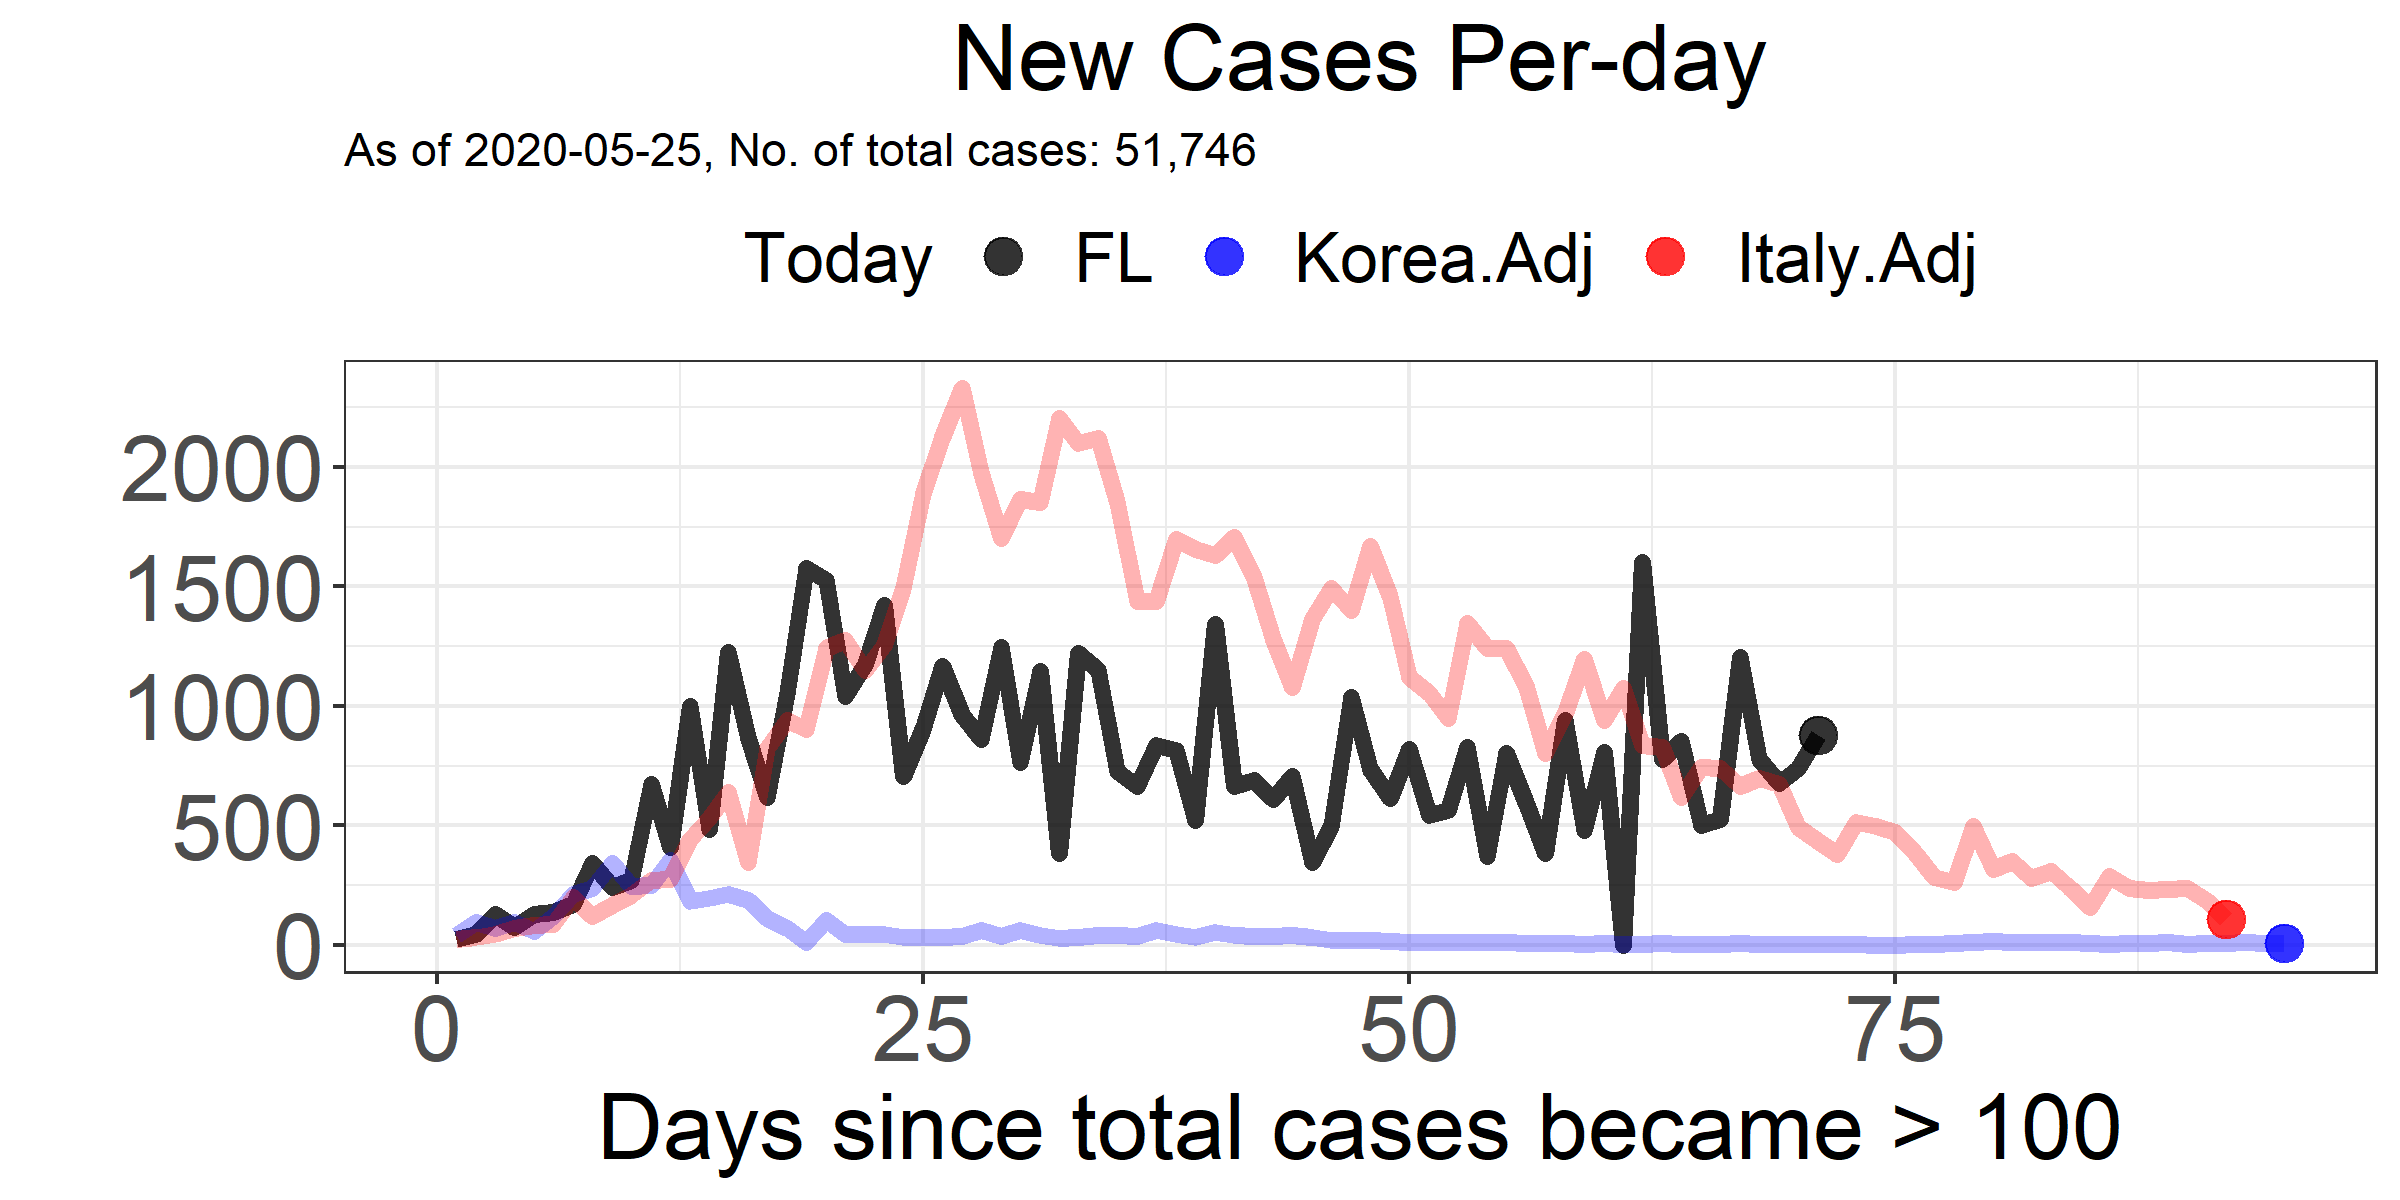 New Cases Per-day
As of 2020-05-25, No. of total cases: 51,746
Today FL Korea.Adj Italy.Adj
2000
1500
1000
500
0
0 25 50 75
Days since total cases became > 100